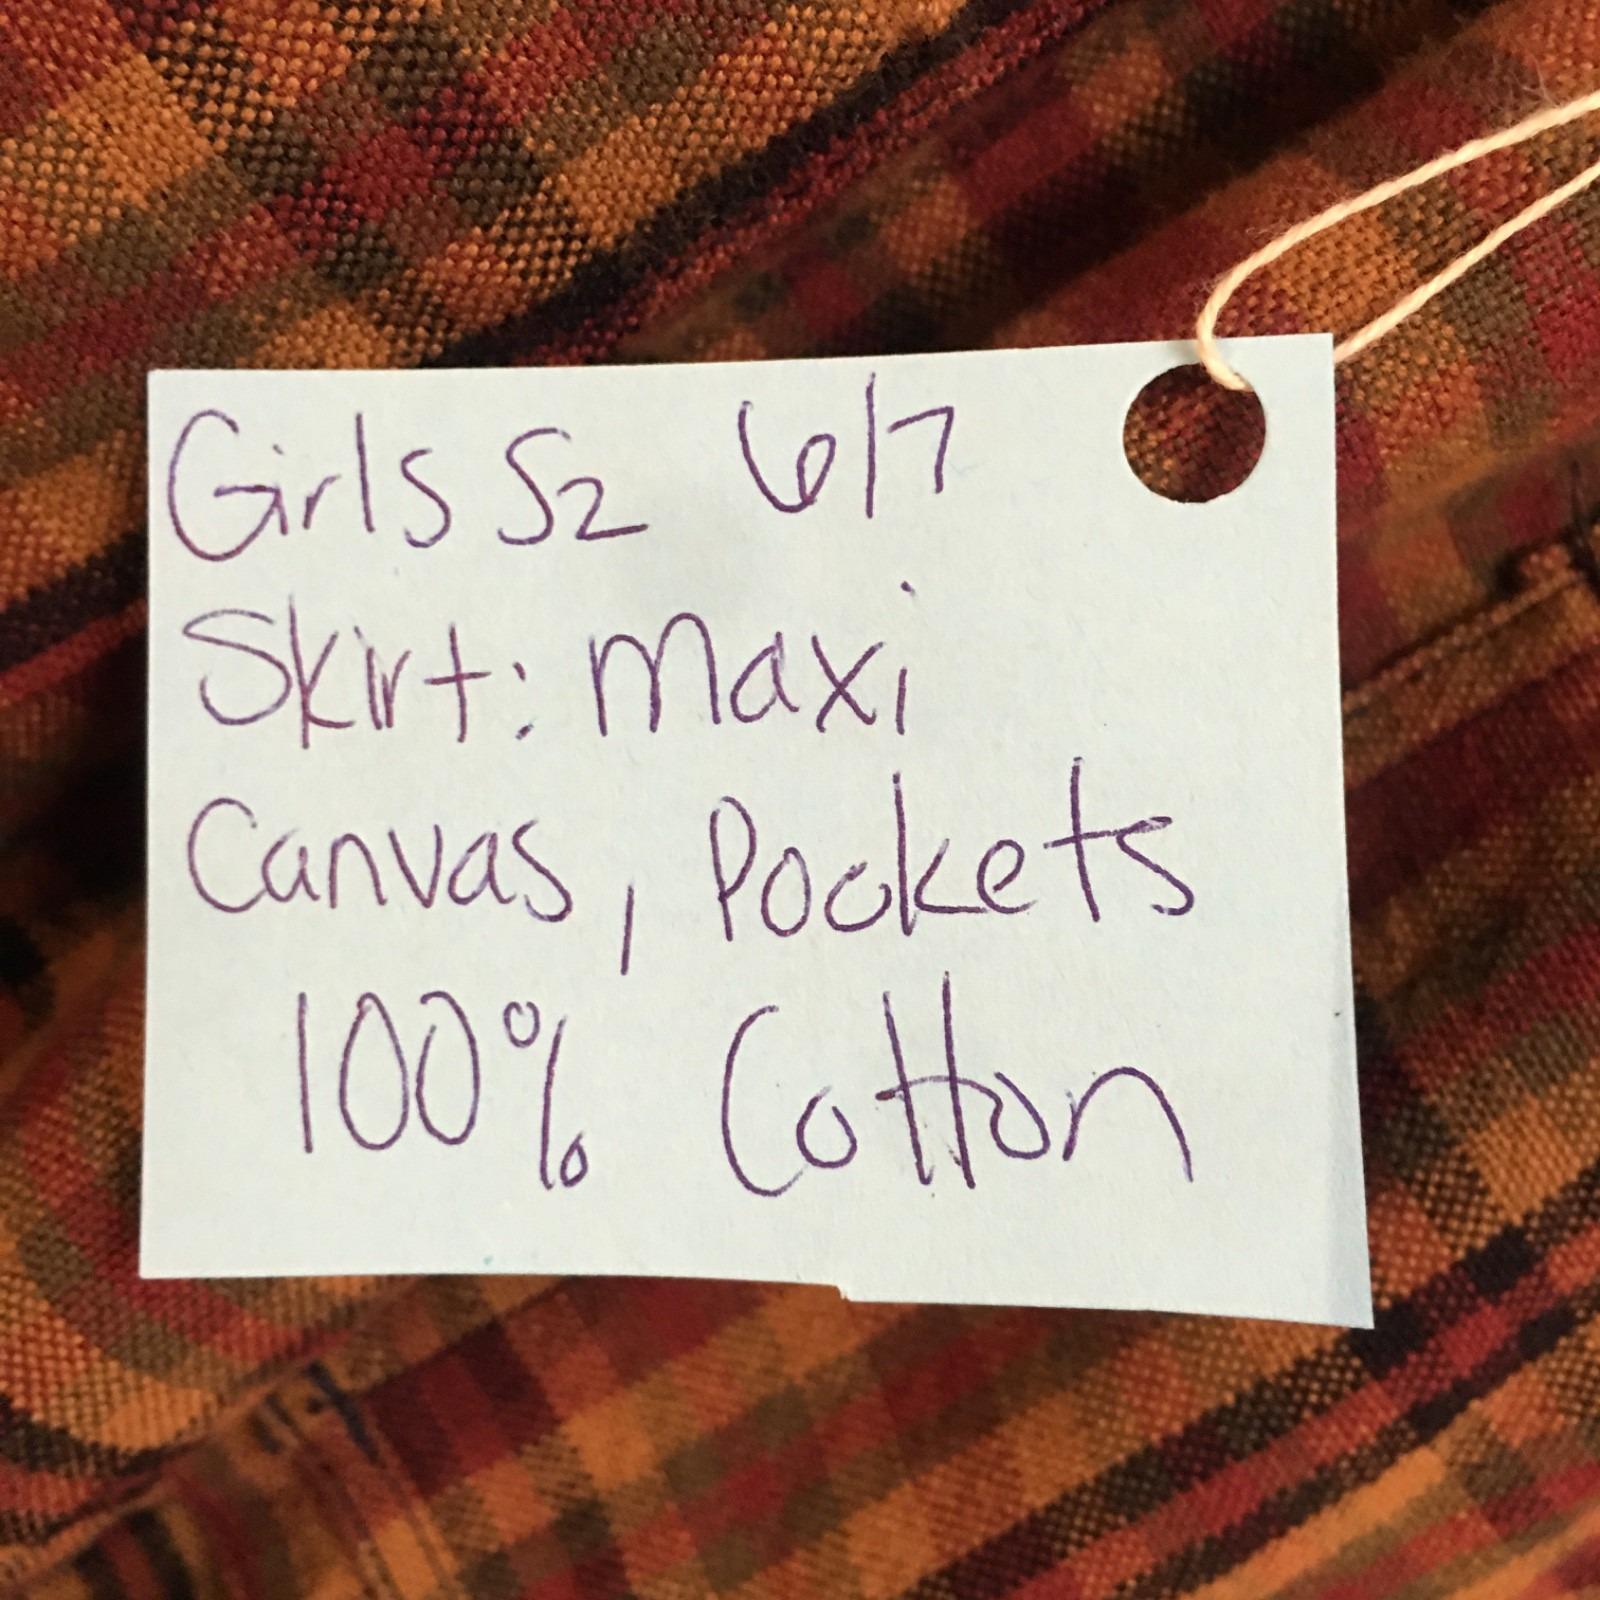 Girls Sz 6/7
Skirt: maxi
Canvas, Pockets
100% Cotton